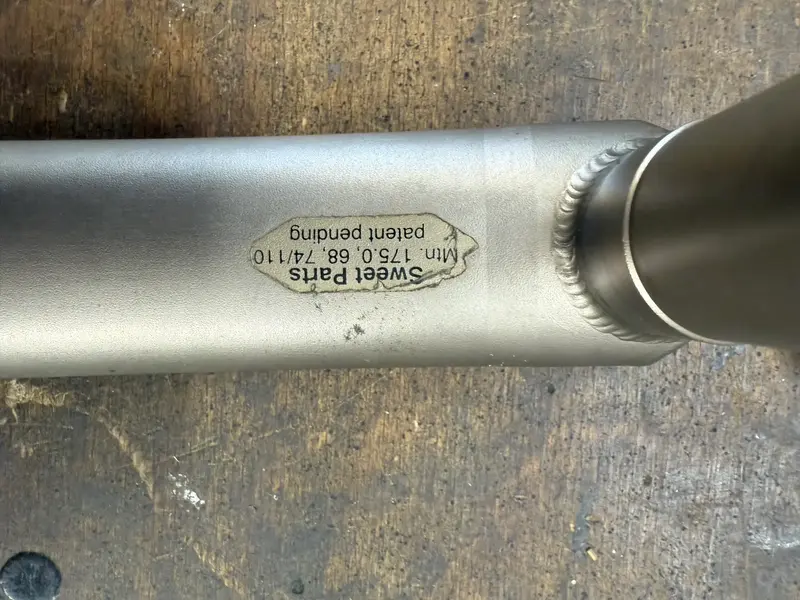 Sweet Parts
Mtn. 175.0, 68, 74/110
patent pending